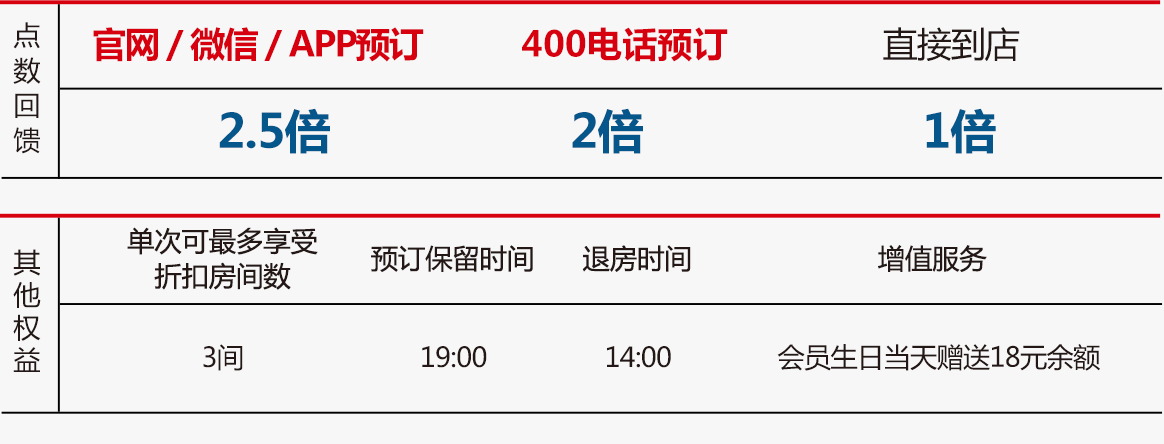 点数回馈
官网 / 微信 / APP预订 400电话预订 直接到店
2.5倍 2倍 1倍
其他权益
单次可最多享受
折扣房间数 预订保留时间 退房时间 增值服务
3间 19:00 14:00 会员生日当天赠送18元余额